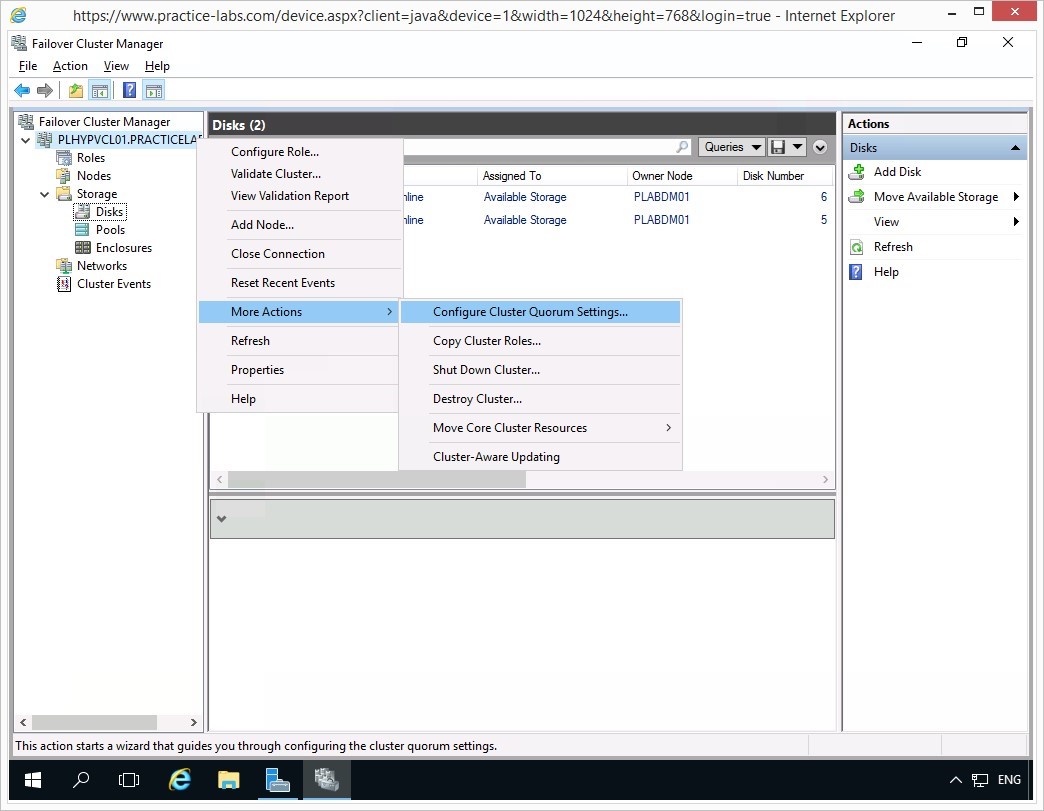 https://www.practice-labs.com/device.aspx?client=java&device=1&width=1024&height=768&login=true - Internet Explorer
Failover Cluster Manager
File Action View Help
Failover Cluster Manager
PLHYPVCL01.PRACTICELA
Roles
Nodes
Storage
Disks
Pools
Enclosures
Networks
Cluster Events
Disks (2)
Queries
Assigned To Owner Node Disk Number
nline Available Storage PLABDM01 6
nline Available Storage PLABDM01 5
Configure Role...
Validate Cluster...
View Validation Report
Add Node...
Close Connection
Reset Recent Events
More Actions
Refresh
Properties
Help
Configure Cluster Quorum Settings...
Copy Cluster Roles...
Shut Down Cluster...
Destroy Cluster...
Move Core Cluster Resources
Cluster-Aware Updating
Actions
Disks
Add Disk
Move Available Storage
View
Refresh
Help
This action starts a wizard that guides you through configuring the cluster quorum settings.
ENG